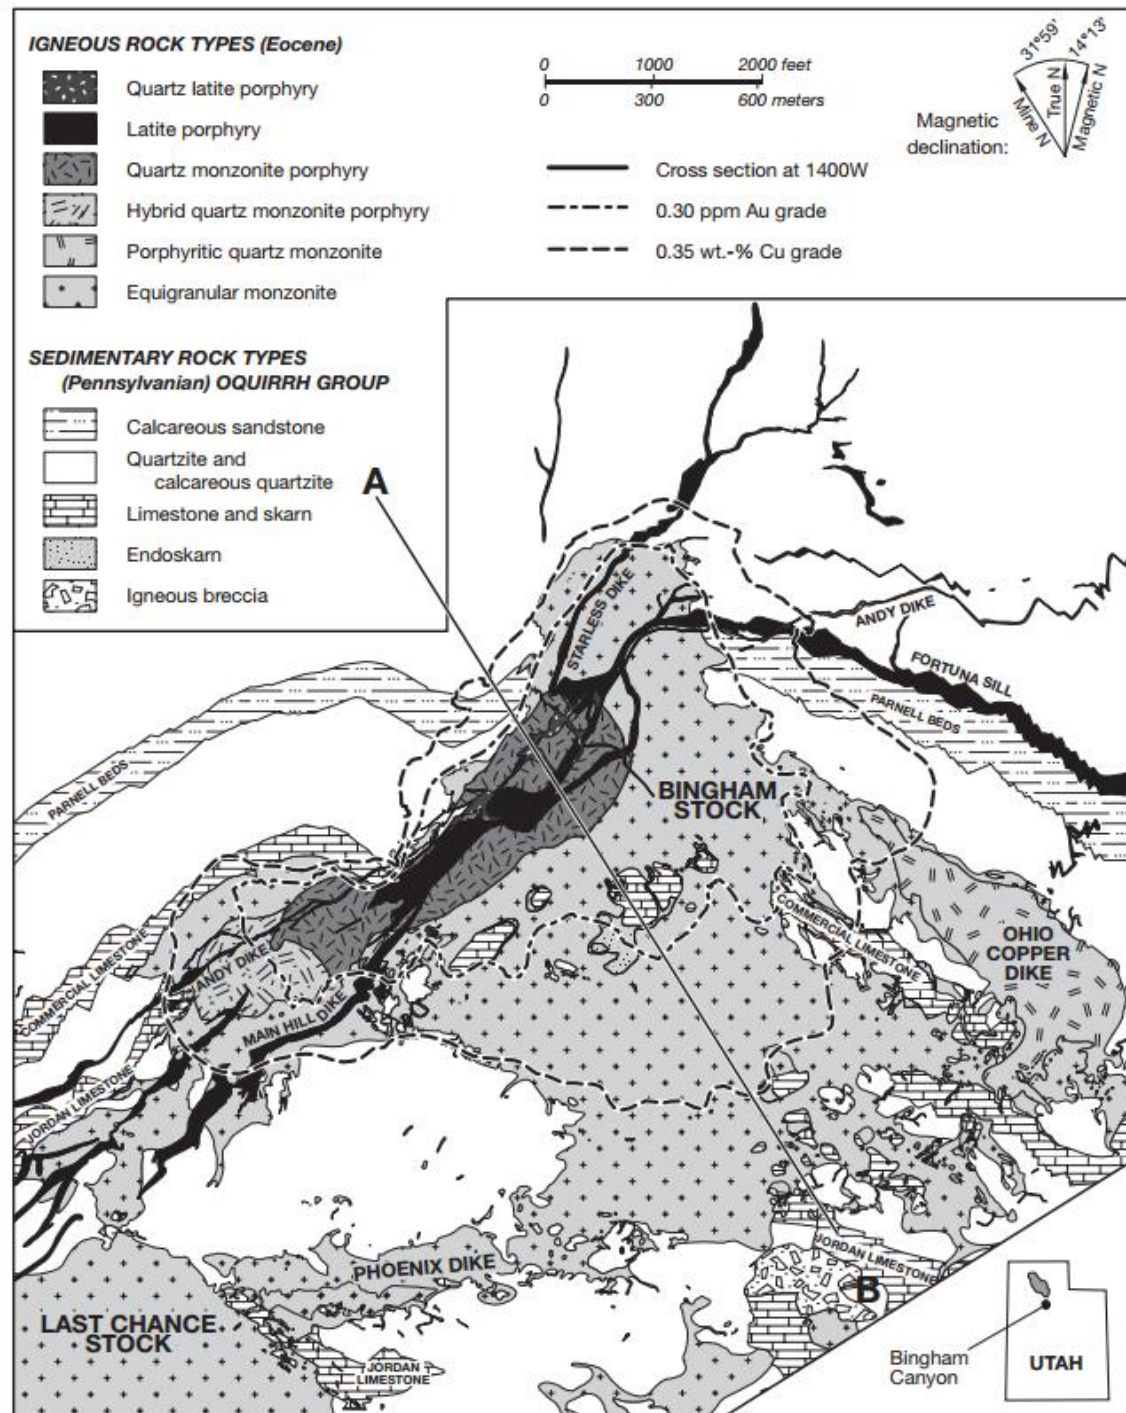 IGNEOUS ROCK TYPES (Eocene)
Quartz latite porphyry
Latite porphyry
Quartz monzonite porphyry
Hybrid quartz monzonite porphyry
Porphyritic quartz monzonite
Equigranular monzonite
SEDIMENTARY ROCK TYPES
(Pennsylvanian) OQUIRRH GROUP
Calcareous sandstone
Quartzite and
calcareous quartzite
Limestone and skarn
Endoskarn
Igneous breccia
0 1000 2000 feet
0 300 600 meters
Cross section at 1400W
0.30 ppm Au grade
0.35 wt.-% Cu grade
Magnetic
declination:
31°59'
14°13'
Mine N
True N
Magnetic N
A
STARLESS DIKE
ANDY DIKE
FORTUNA SILL
PARNELL BEDS
PARNELL BEDS
BINGHAM
STOCK
COMMERCIAL LIMESTONE
OHIO
COPPER
DIKE
COMMERCIAL LIMESTONE
ANDY DIKE
MAIN HILL DIKE
JORDAN LIMESTONE
PHOENIX DIKE
JORDAN LIMESTONE
B
LAST CHANCE
STOCK
JORDAN
LIMESTONE
Bingham
Canyon
UTAH